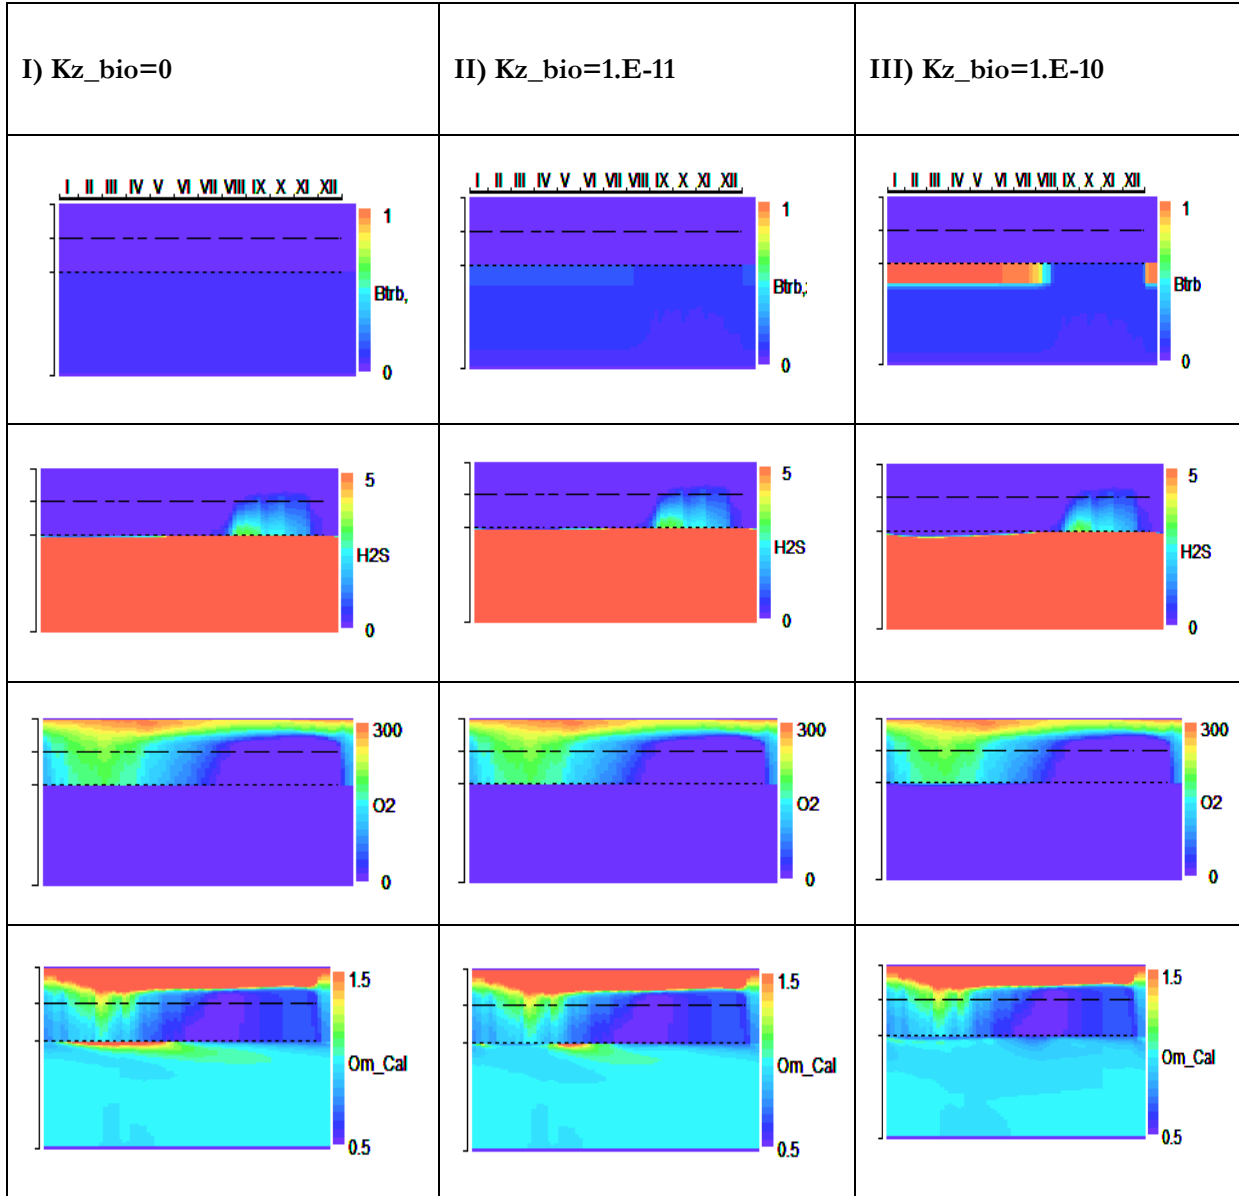 I) Kz_bio=0
II) Kz_bio=1.E-11
III) Kz_bio=1.E-10
I II III IV V VI VII VIII IX X XI XII
1
Btrb,
0
I II III IV V VI VII VIII IX X XI XII
1
Btrb,:
0
I II III IV V VI VII VIII IX X XI XII
1
Btrb
0
5
H2S
0
5
H2S
0
5
H2S
0
300
O2
0
300
O2
0
300
O2
0
1.5
Om_Cal
0.5
1.5
Om_Cal
0.5
1.5
Om_Cal
0.5